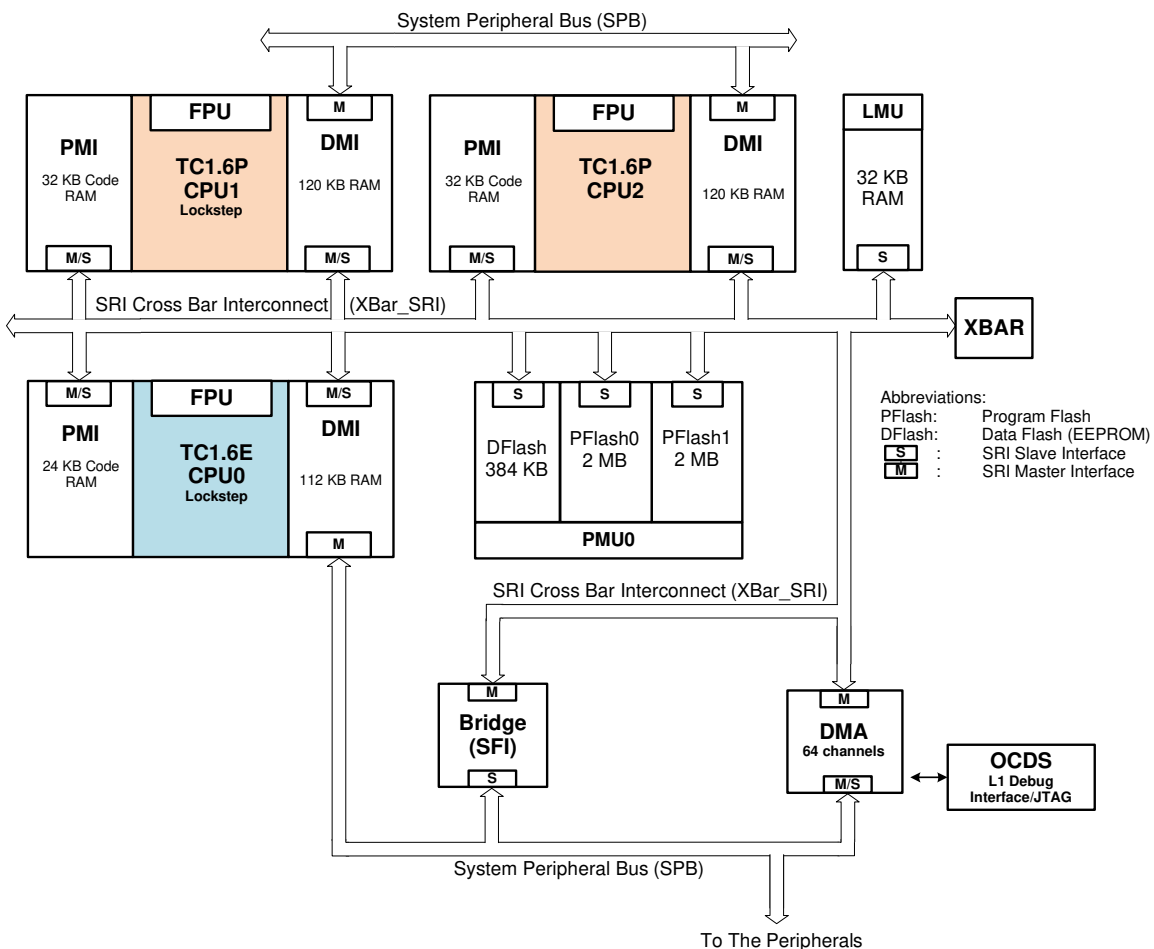 System Peripheral Bus (SPB)
PMI
32 KB Code
RAM
M/S
FPU
TC1.6P
CPU1
Lockstep
M
DMI
120 KB RAM
M/S
PMI
32 KB Code
RAM
M/S
FPU
TC1.6P
CPU2
M
DMI
120 KB RAM
M/S
LMU
32 KB
RAM
S
SRI Cross Bar Interconnect (XBar_SRI)
XBAR
M/S
PMI
24 KB Code
RAM
FPU
TC1.6E
CPU0
Lockstep
M/S
DMI
112 KB RAM
M
S
DFlash
384 KB
S
PFlash0
2 MB
S
PFlash1
2 MB
PMU0
Abbreviations:
PFlash: Program Flash
DFlash: Data Flash (EEPROM)
S : SRI Slave Interface
M : SRI Master Interface
SRI Cross Bar Interconnect (XBar_SRI)
M
Bridge
(SFI)
S
M
DMA
64 channels
M/S
OCDS
L1 Debug
Interface/JTAG
System Peripheral Bus (SPB)
To The Peripherals